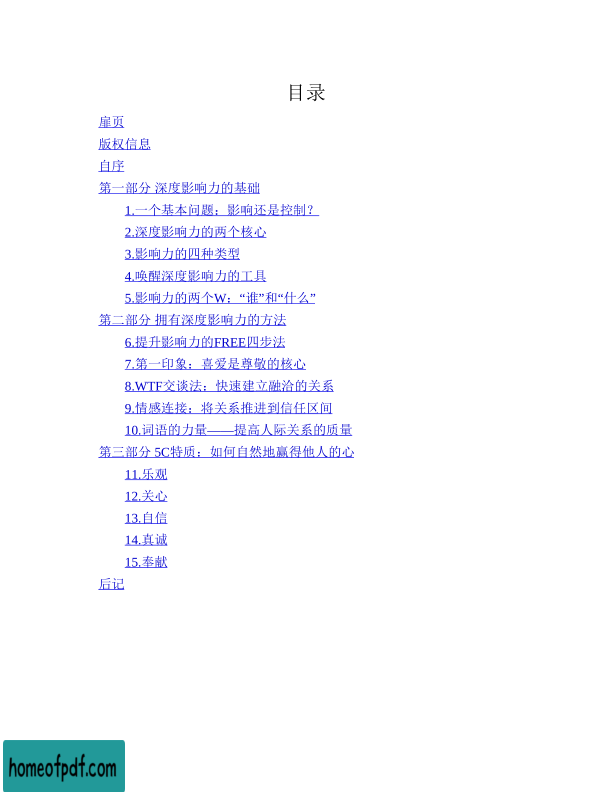 目录
扉页
版权信息
自序
第一部分 深度影响力的基础
1.一个基本问题：影响还是控制？
2.深度影响力的两个核心
3.影响力的四种类型
4.唤醒深度影响力的工具
5.影响力的两个W：“谁”和“什么”
第二部分 拥有深度影响力的方法
6.提升影响力的FREE四步法
7.第一印象：喜爱是尊敬的核心
8.WTF交谈法：快速建立融洽的关系
9.情感连接：将关系推进到信任区间
10.词语的力量——提高人际关系的质量
第三部分 5C特质：如何自然地赢得他人的心
11.乐观
12.关心
13.自信
14.真诚
15.奉献
后记
homeofpdf.com